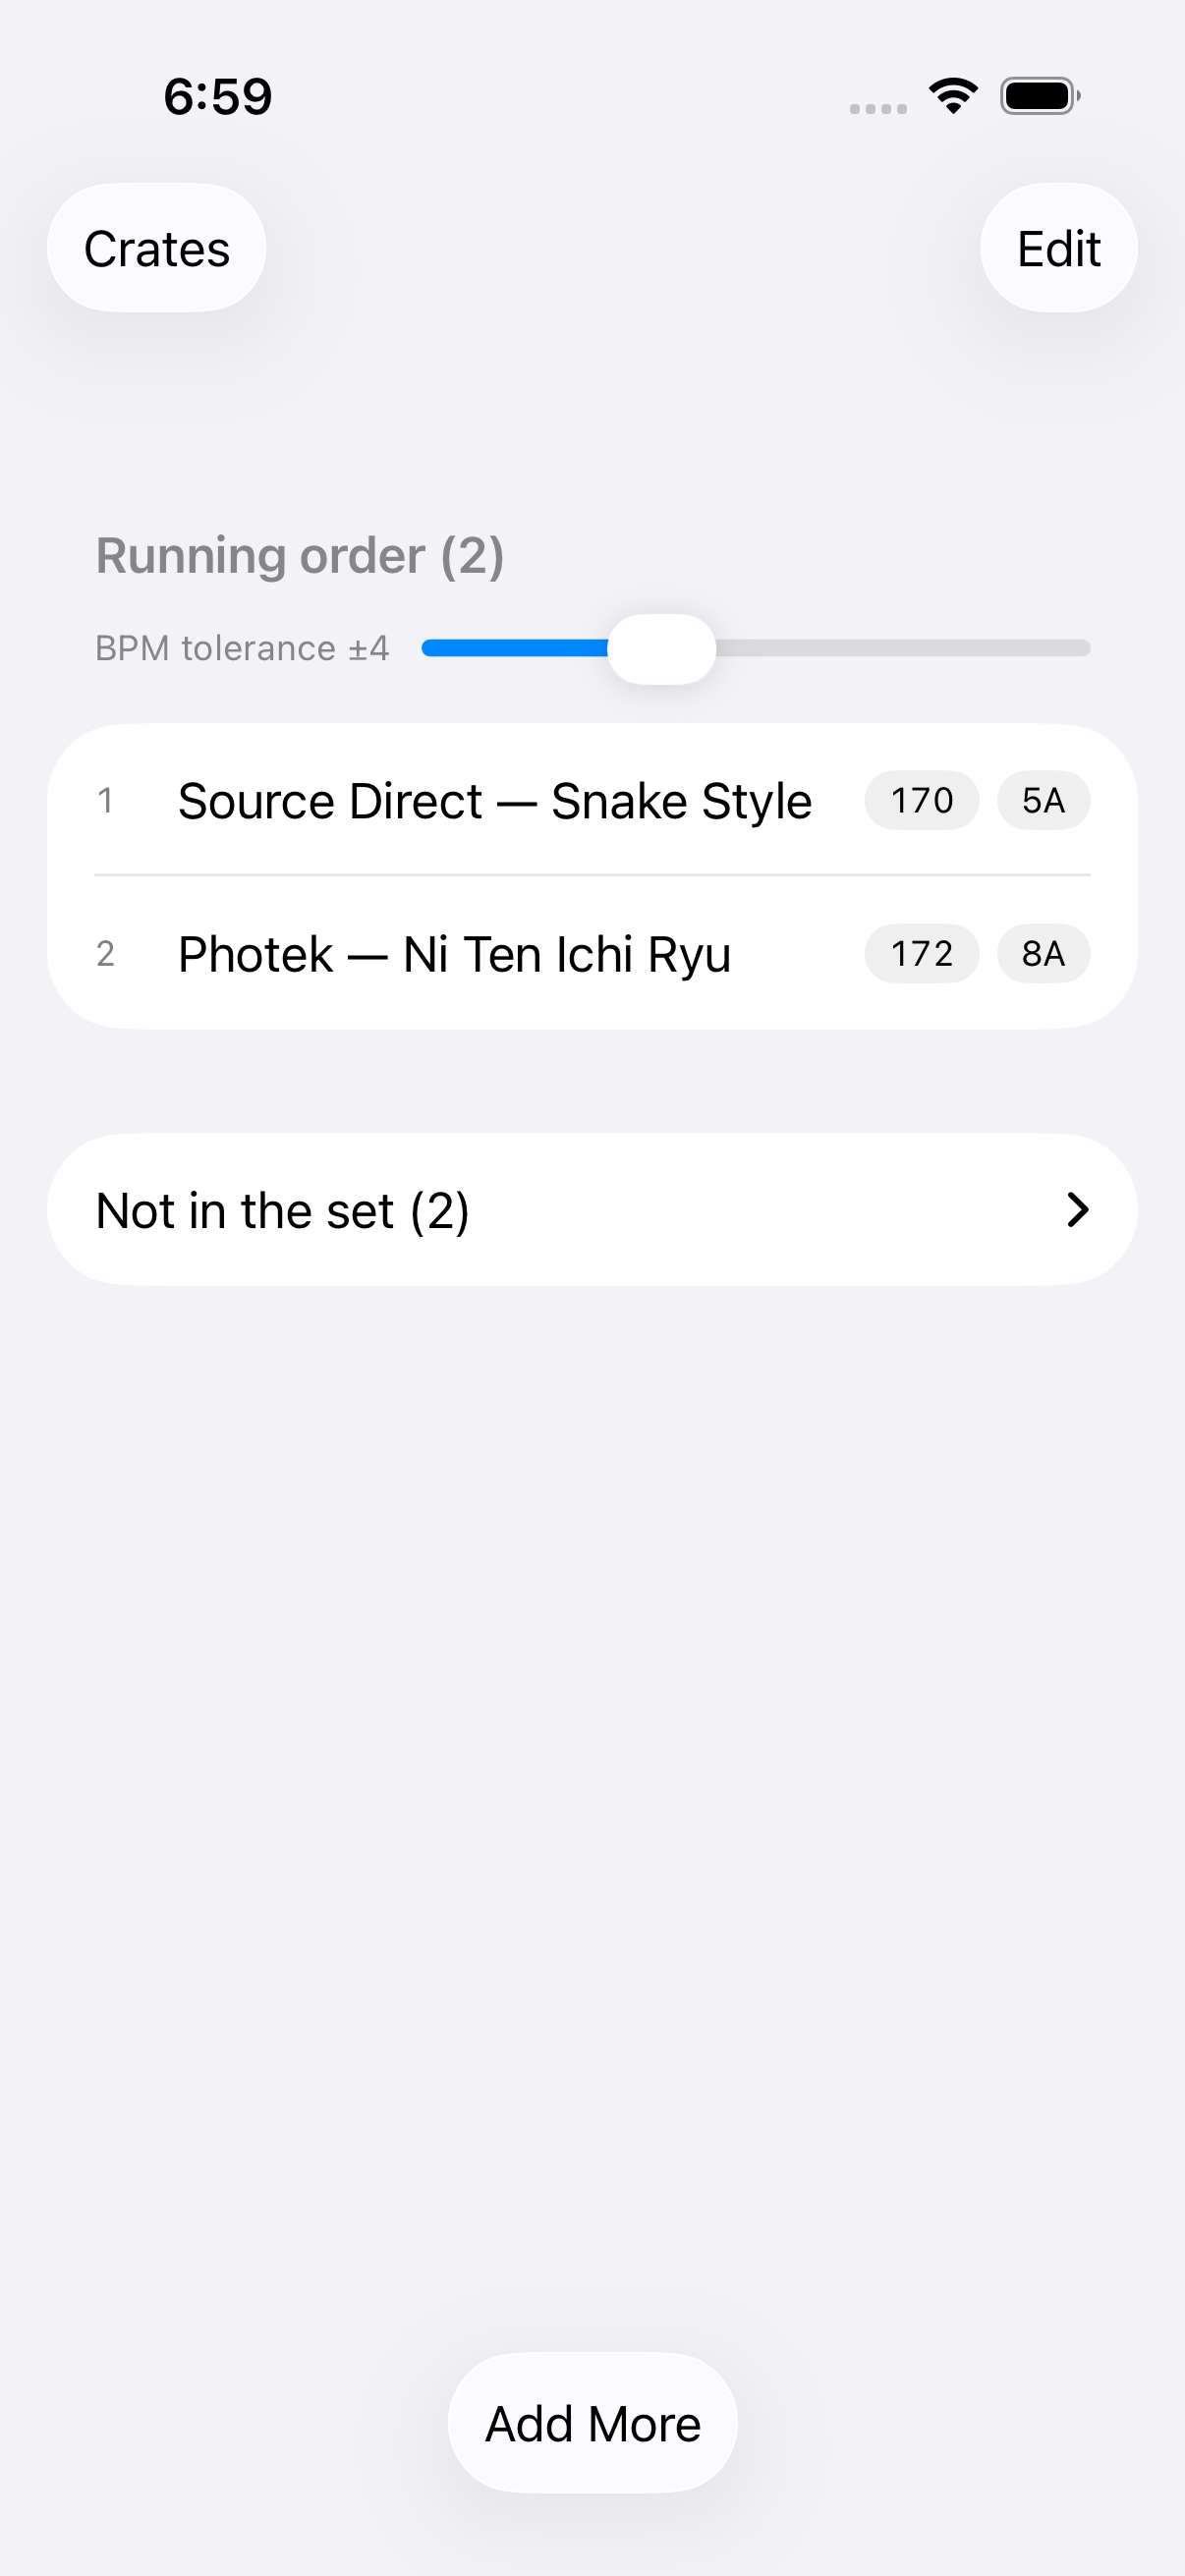 6:59
Crates
Edit
Running order (2)
BPM tolerance ±4
1 Source Direct — Snake Style 170 5A
2 Photek — Ni Ten Ichi Ryu 172 8A
Not in the set (2)
Add More